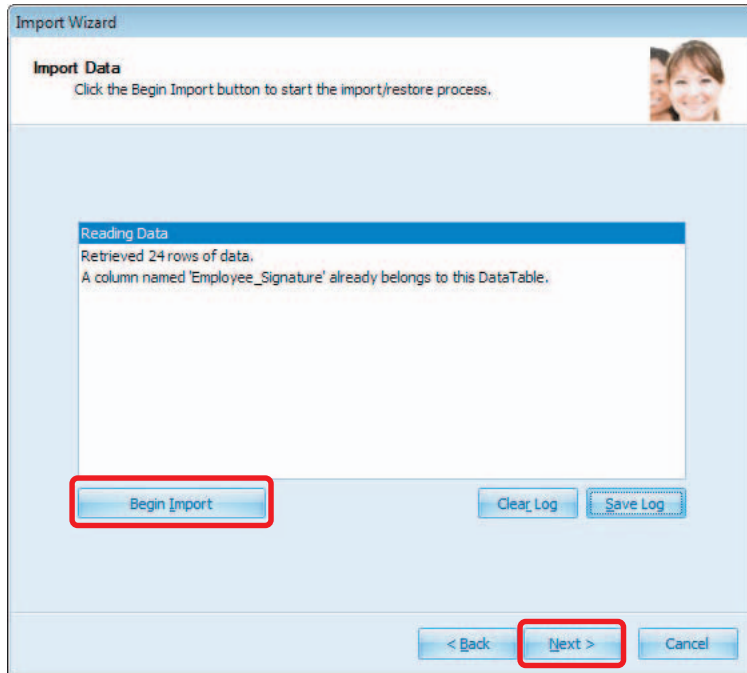 Import Wizard
Import Data
Click the Begin Import button to start the import/restore process.
Reading Data
Retrieved 24 rows of data.
A column named 'Employee_Signature' already belongs to this DataTable.
Begin Import
Clear Log
Save Log
< Back
Next >
Cancel